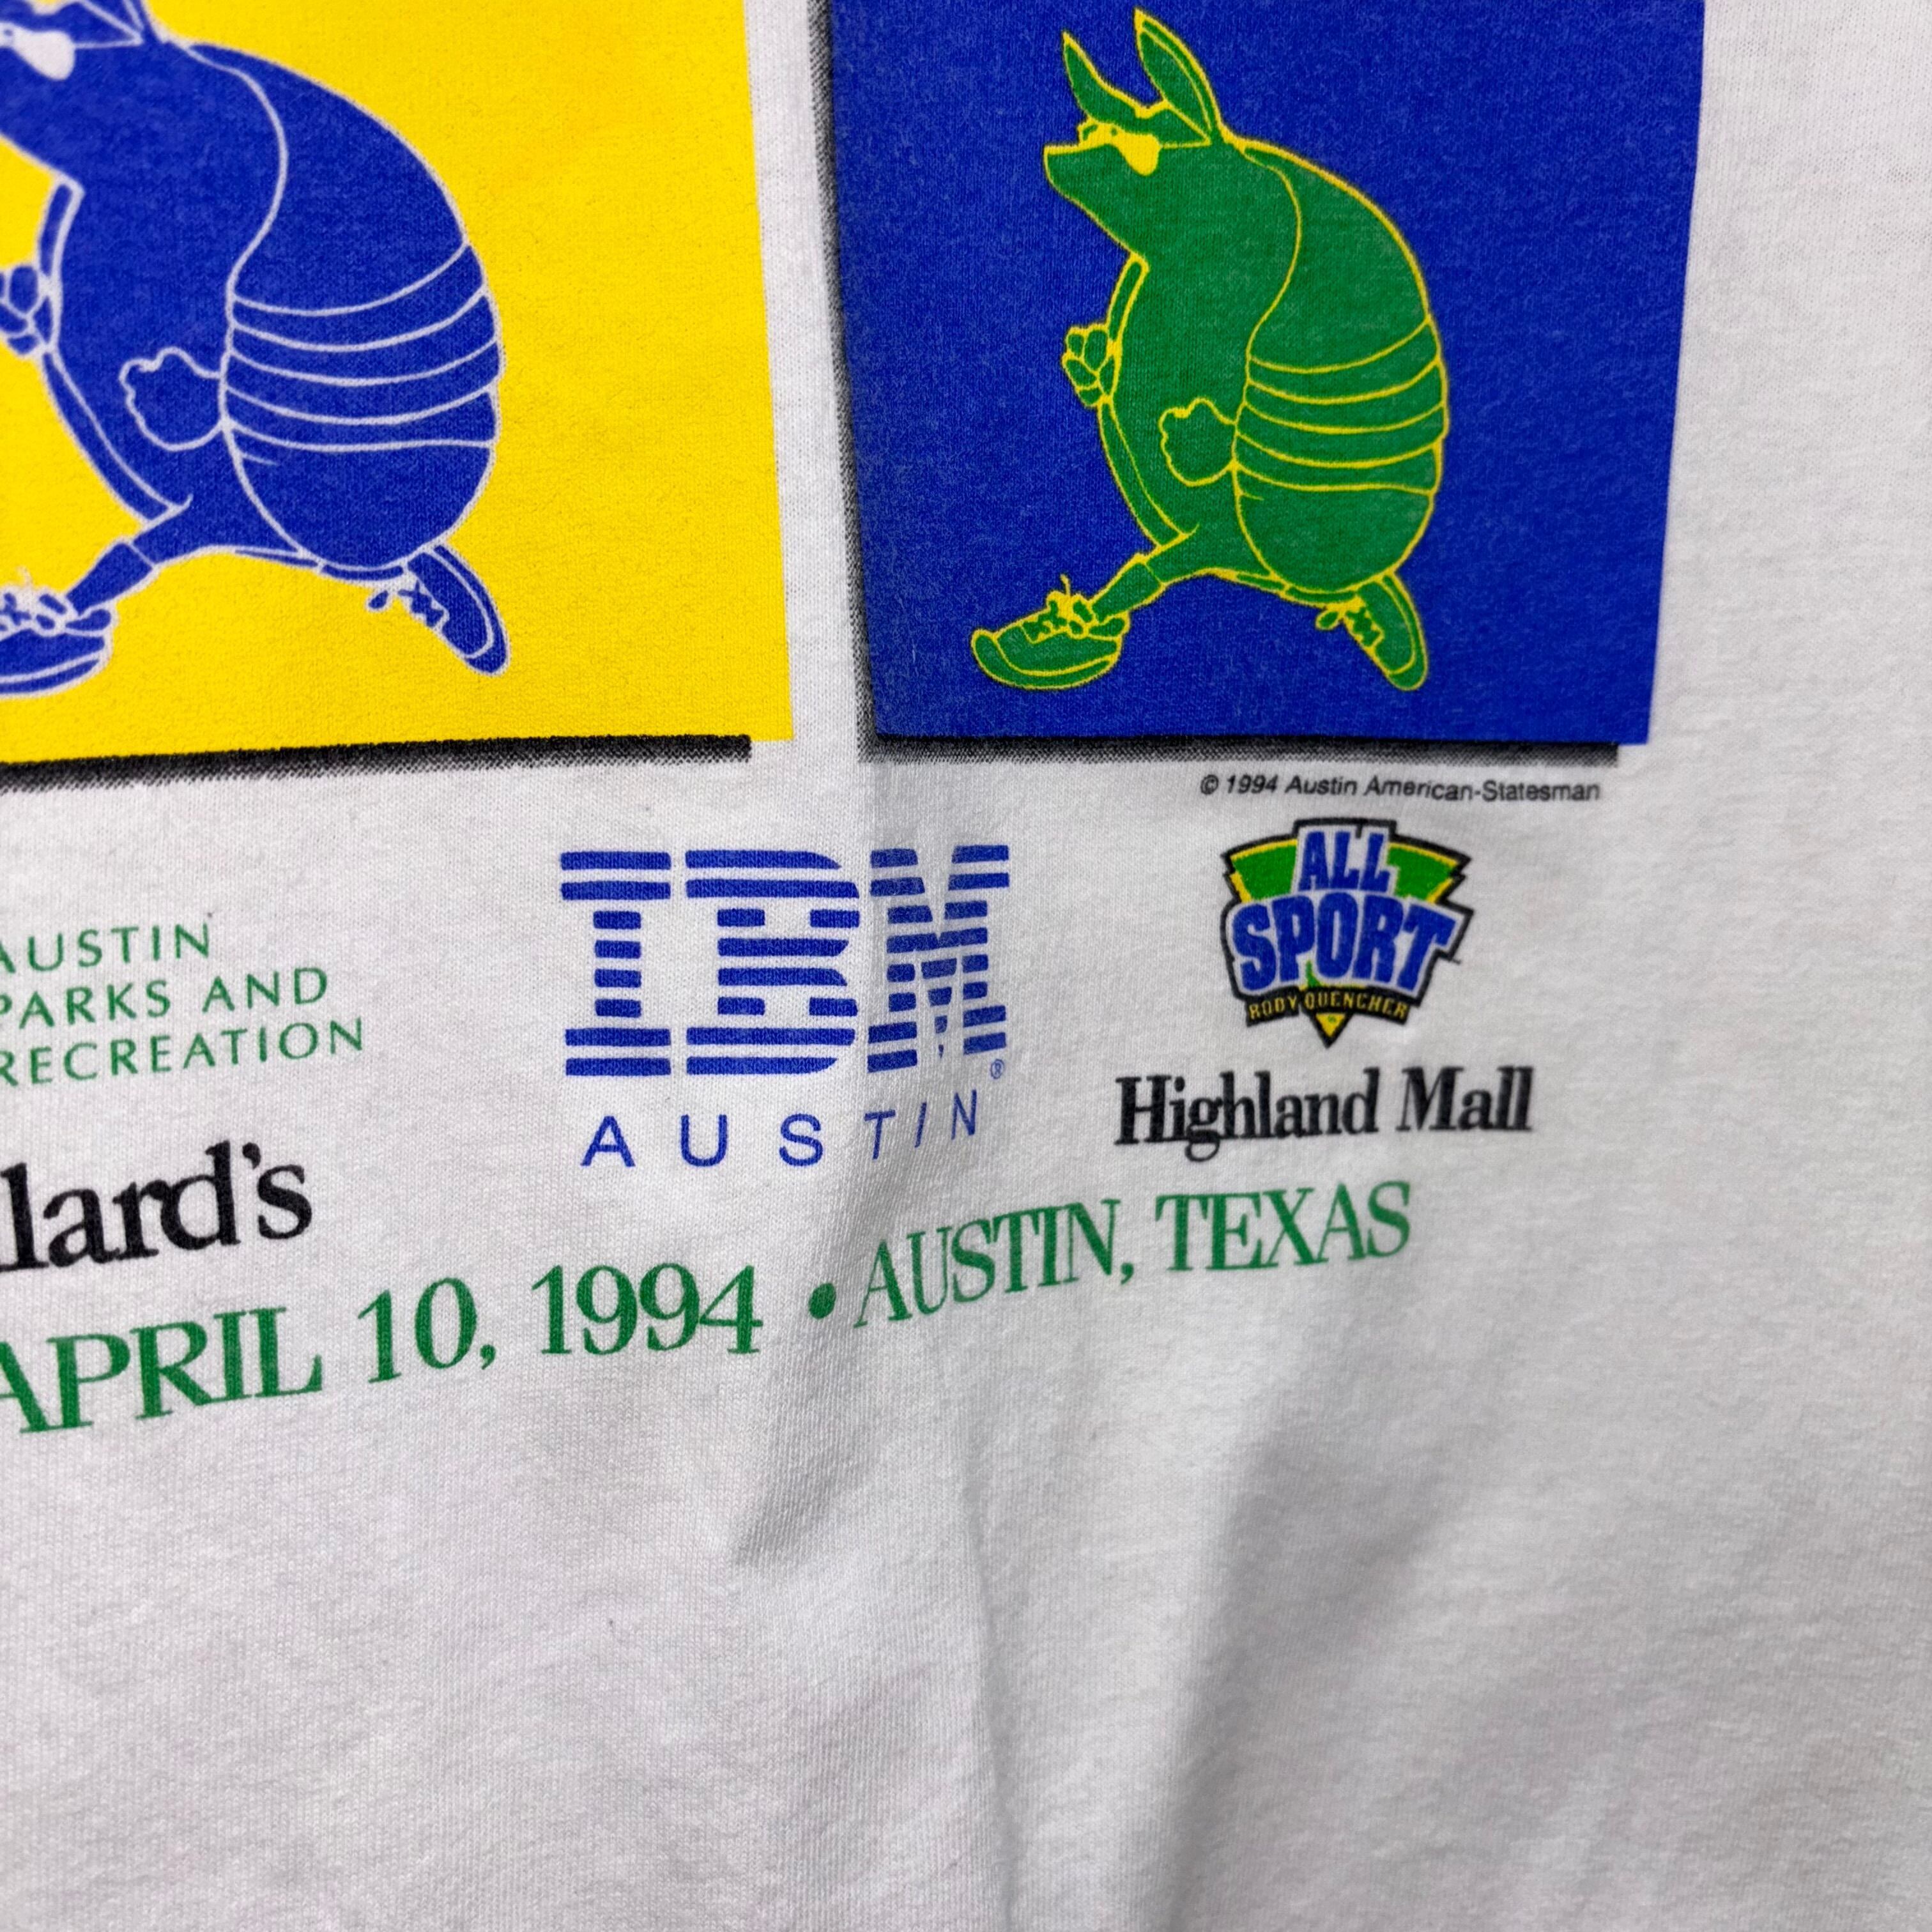 © 1994 Austin American-Statesman
AUSTIN
PARKS AND
RECREATION
IBM®
AUSTIN
ALL
SPORT
BODY QUENCHER
lard's
Highland Mall
APRIL 10, 1994 • AUSTIN, TEXAS